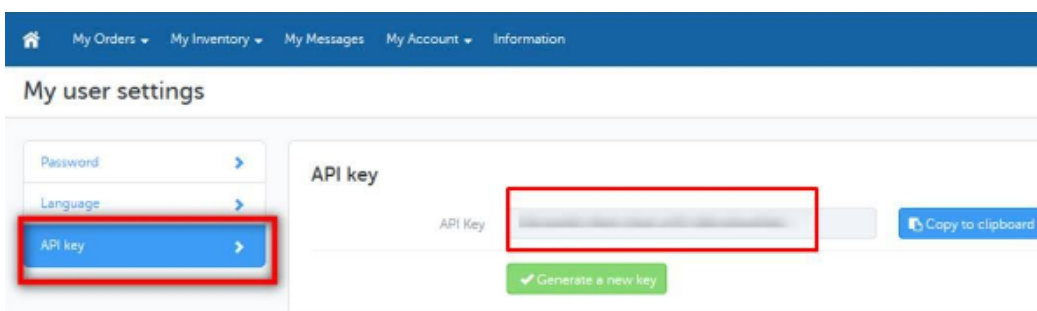 My Orders My Inventory My Messages My Account Information
My user settings
Password
Language
API key
API key
API Key
Copy to clipboard
Generate a new key